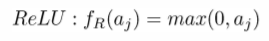 ReLU : f_R(a_j) = max(0, a_j)